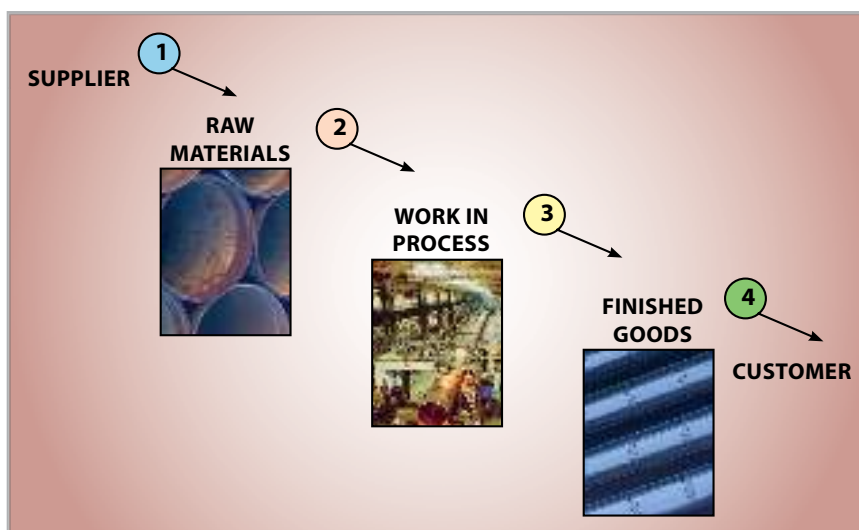 1
SUPPLIER
RAW
MATERIALS
2
WORK IN
PROCESS
3
FINISHED
GOODS
4
CUSTOMER